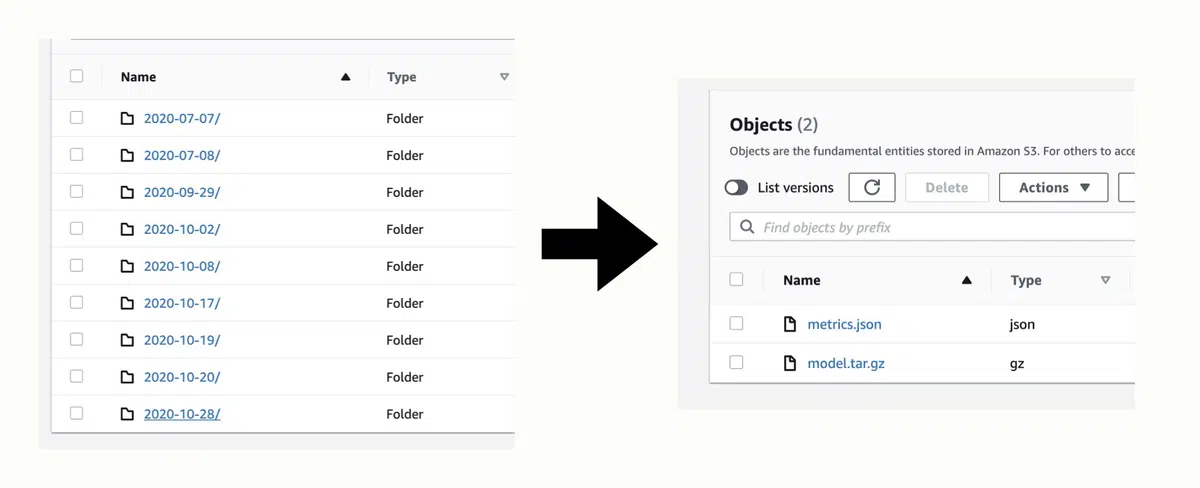 Name Type
2020-07-07/ Folder
2020-07-08/ Folder
2020-09-29/ Folder
2020-10-02/ Folder
2020-10-08/ Folder
2020-10-17/ Folder
2020-10-19/ Folder
2020-10-20/ Folder
2020-10-28/ Folder
Objects (2)
Objects are the fundamental entities stored in Amazon S3. For others to acce
List versions Delete Actions
Find objects by prefix
Name Type
metrics.json json
model.tar.gz gz